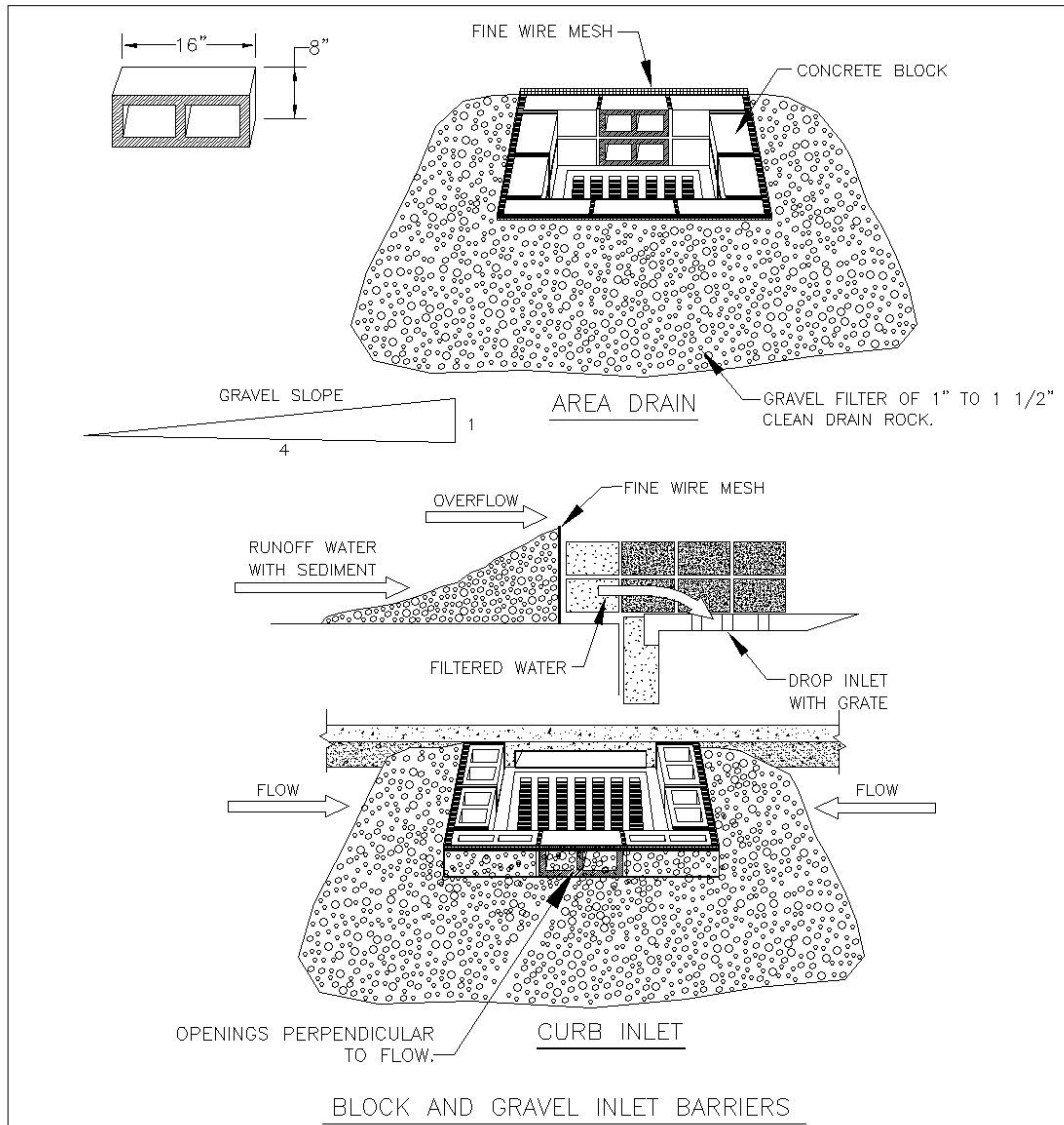 16"
8"
FINE WIRE MESH
CONCRETE BLOCK
AREA DRAIN
GRAVEL FILTER OF 1" TO 1 1/2"
CLEAN DRAIN ROCK.
GRAVEL SLOPE
1
4
OVERFLOW
FINE WIRE MESH
RUNOFF WATER
WITH SEDIMENT
FILTERED WATER
DROP INLET
WITH GRATE
FLOW
FLOW
OPENINGS PERPENDICULAR
TO FLOW.
CURB INLET
BLOCK AND GRAVEL INLET BARRIERS